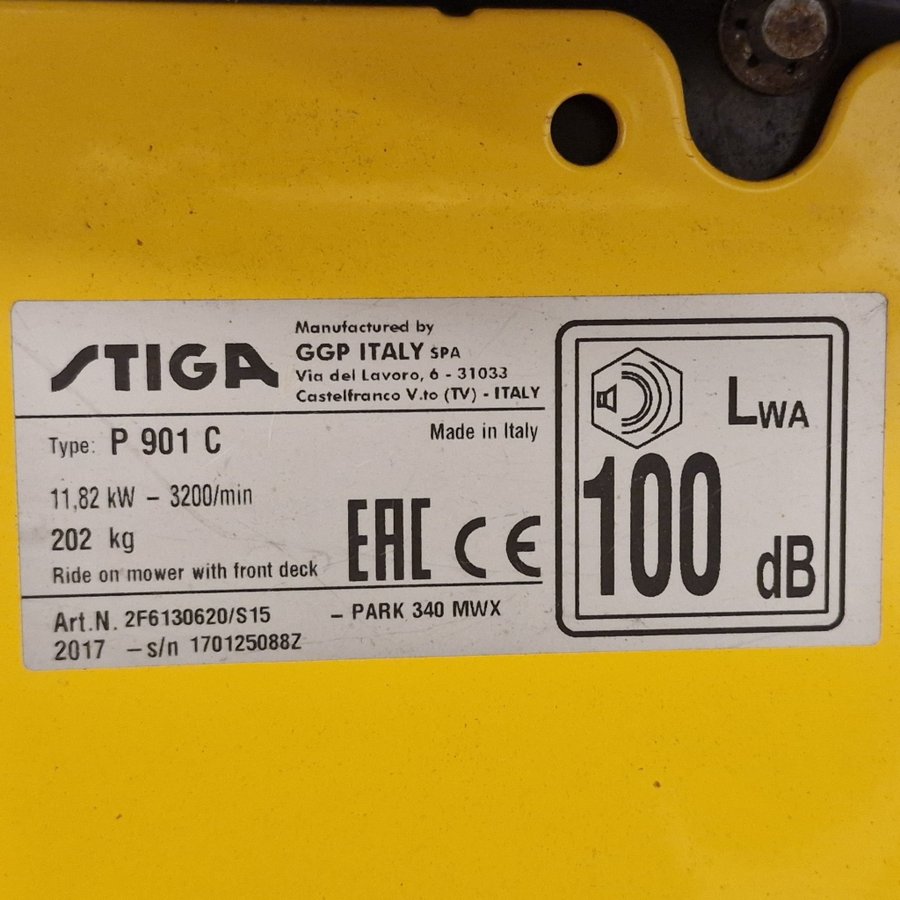 STIGA
Manufactured by
GGP ITALY SPA
Via del Lavoro, 6 - 31033
Castelfranco V.to (TV) - ITALY
Type: P 901 C
Made in Italy
11,82 kW – 3200/min
202 kg
Ride on mower with front deck
EAC CE
Art.N. 2F6130620/S15 – PARK 340 MWX
2017 – s/n 170125088Z
LWA
100
dB